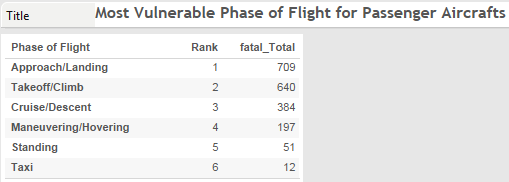 Title
Most Vulnerable Phase of Flight for Passenger Aircrafts
Phase of Flight Rank fatal_Total
Approach/Landing 1 709
Takeoff/Climb 2 640
Cruise/Descent 3 384
Maneuvering/Hovering 4 197
Standing 5 51
Taxi 6 12